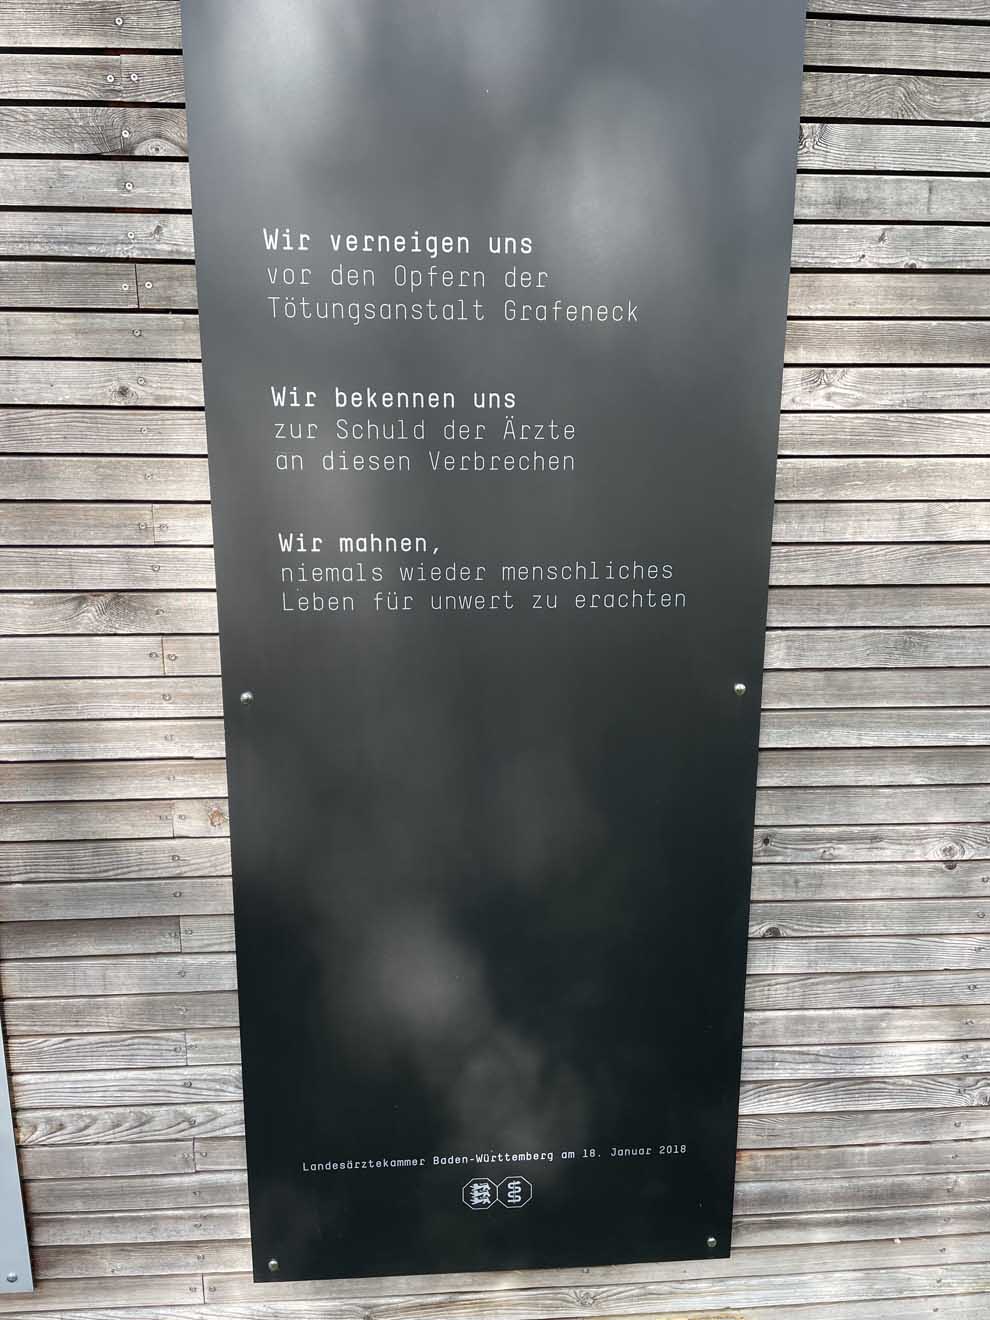 Wir verneigen uns
vor den Opfern der
Tötungsanstalt Grafeneck
Wir bekennen uns
zur Schuld der Ärzte
an diesen Verbrechen
Wir mahnen,
niemals wieder menschliches
Leben für unwert zu erachten
Landesärztekammer Baden-Württemberg am 18. Januar 2018